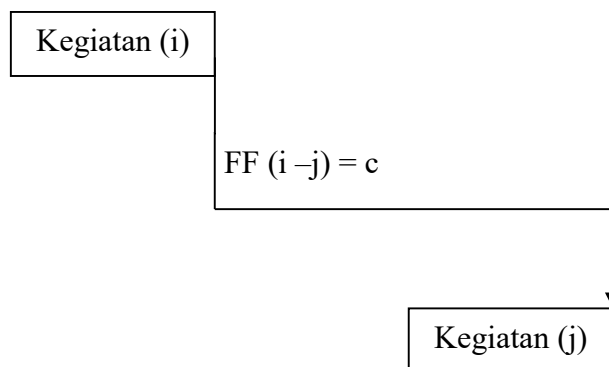 Kegiatan (i)
FF (i –j) = c
Kegiatan (j)